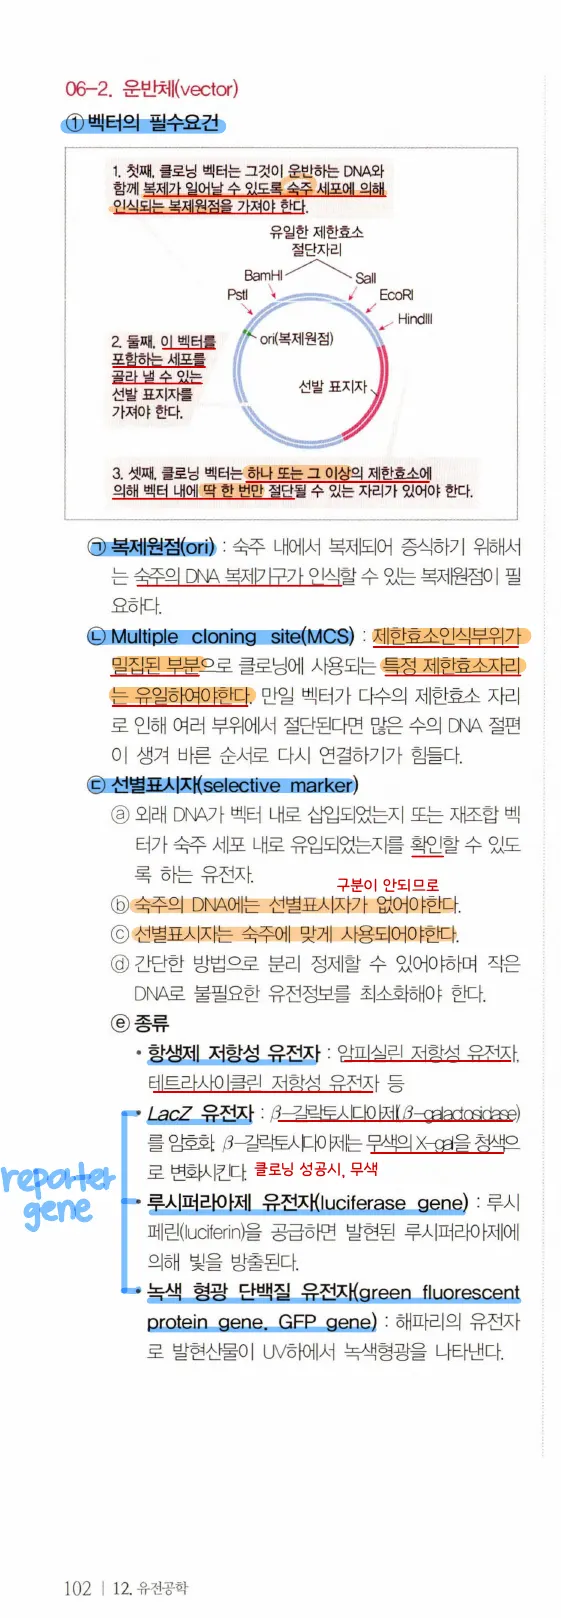 06-2. 운반체(vector)
① 벡터의 필수요건
1. 첫째, 클로닝 벡터는 그것이 운반하는 DNA와
함께 복제가 일어날 수 있도록 숙주 세포에 의해
인식되는 복제원점을 가져야 한다.
유일한 제한효소
절단자리
BamHI
SalI
PstI
EcoRI
HindIII
ori(복제원점)
2. 둘째, 이 벡터를
포함하는 세포를
골라 낼 수 있는
선발 표지자를
가져야 한다.
선발 표지자
3. 셋째, 클로닝 벡터는 하나 또는 그 이상의 제한효소에
의해 벡터 내에 딱 한 번만 절단될 수 있는 자리가 있어야 한다.
㉠ 복제원점(ori) : 숙주 내에서 복제되어 증식하기 위해서
는 숙주의 DNA 복제기구가 인식할 수 있는 복제원점이 필
요하다.
㉡ Multiple cloning site(MCS) : 제한효소인식부위가
밀집된 부분으로 클로닝에 사용되는 특정 제한효소자리
는 유일하여야한다. 만일 벡터가 다수의 제한효소 자리
로 인해 여러 부위에서 절단된다면 많은 수의 DNA 절편
이 생겨 바른 순서로 다시 연결하기가 힘들다.
㉢ 선별표시자(selective marker)
ⓐ 외래 DNA가 벡터 내로 삽입되었는지 또는 재조합 벡
터가 숙주 세포 내로 유입되었는지를 확인할 수 있도
록 하는 유전자.
구분이 안되므로
ⓑ 숙주의 DNA에는 선별표시자가 없어야한다.
ⓒ 선별표시자는 숙주에 맞게 사용되어야한다.
ⓓ 간단한 방법으로 분리 정제할 수 있어야하며 작은
DNA로 불필요한 유전정보를 최소화해야 한다.
ⓔ 종류
• 항생제 저항성 유전자 : 암피실린 저항성 유전자,
테트라사이클린 저항성 유전자 등
• LacZ 유전자 : β-갈락토시다아제(β-galactosidase)
를 암호화. β-갈락토시다아제는 무색의 X-gal을 청색으
로 변화시킨다. 클로닝 성공시, 무색
reporter
gene
• 루시퍼라아제 유전자(luciferase gene) : 루시
페린(luciferin)을 공급하면 발현된 루시퍼라아제에
의해 빛을 방출된다.
• 녹색 형광 단백질 유전자(green fluorescent
protein gene, GFP gene) : 해파리의 유전자
로 발현산물이 UV하에서 녹색형광을 나타낸다.
102 | 12. 유전공학